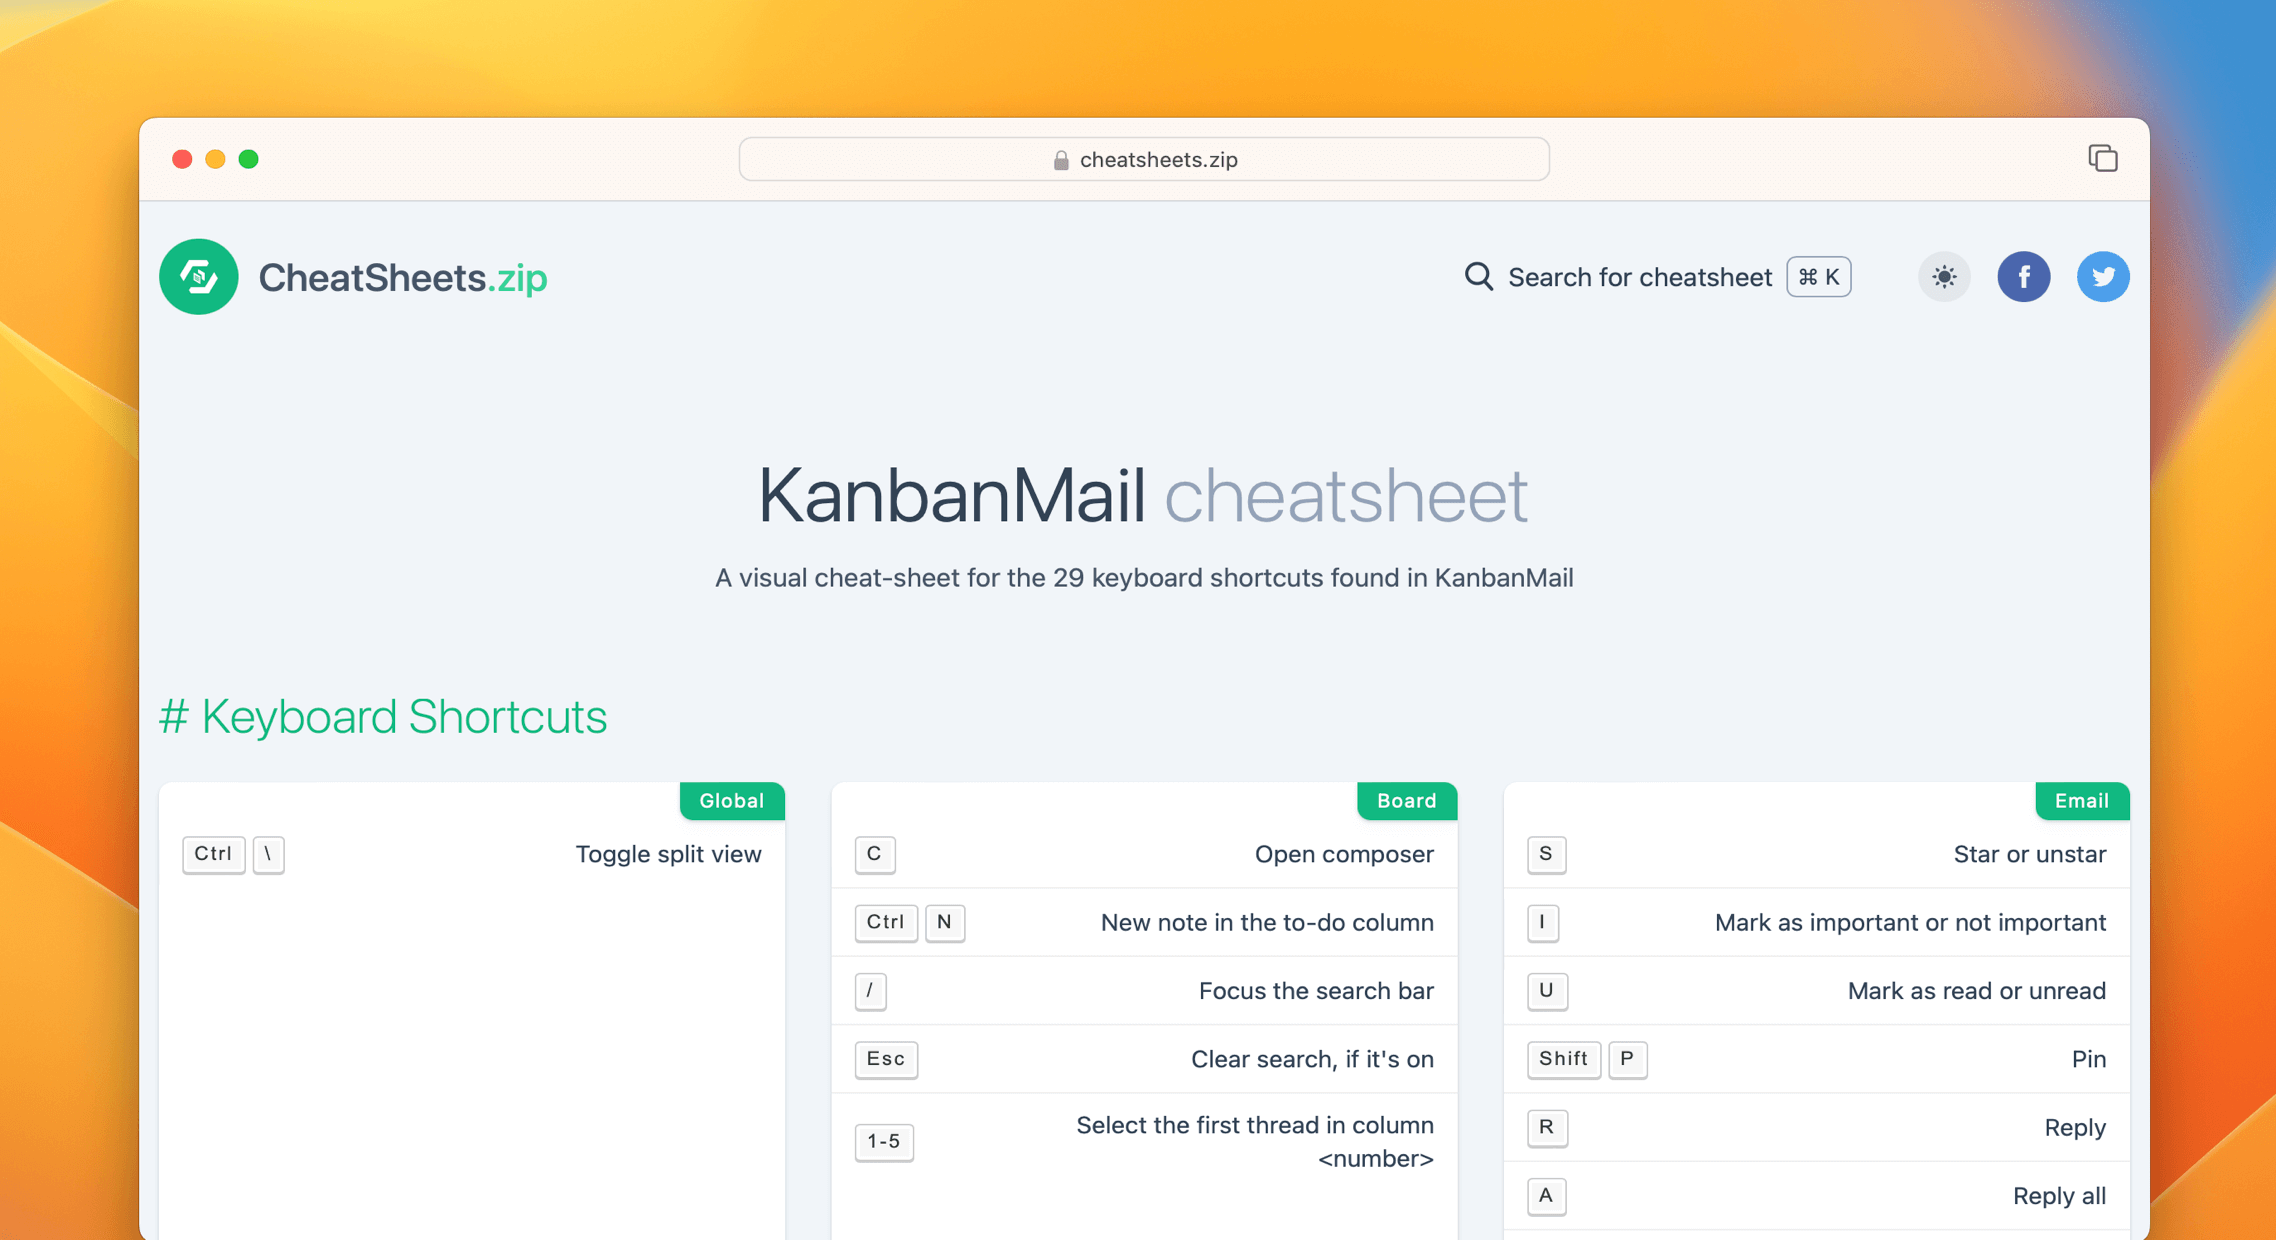 cheatsheets.zip
CheatSheets.zip
Search for cheatsheet ⌘ K
f
KanbanMail cheatsheet
A visual cheat-sheet for the 29 keyboard shortcuts found in KanbanMail
# Keyboard Shortcuts
Global
Ctrl \ Toggle split view
Board
C Open composer
Ctrl N New note in the to-do column
/ Focus the search bar
Esc Clear search, if it's on
1-5 Select the first thread in column
<number>
Email
S Star or unstar
I Mark as important or not important
U Mark as read or unread
Shift P Pin
R Reply
A Reply all